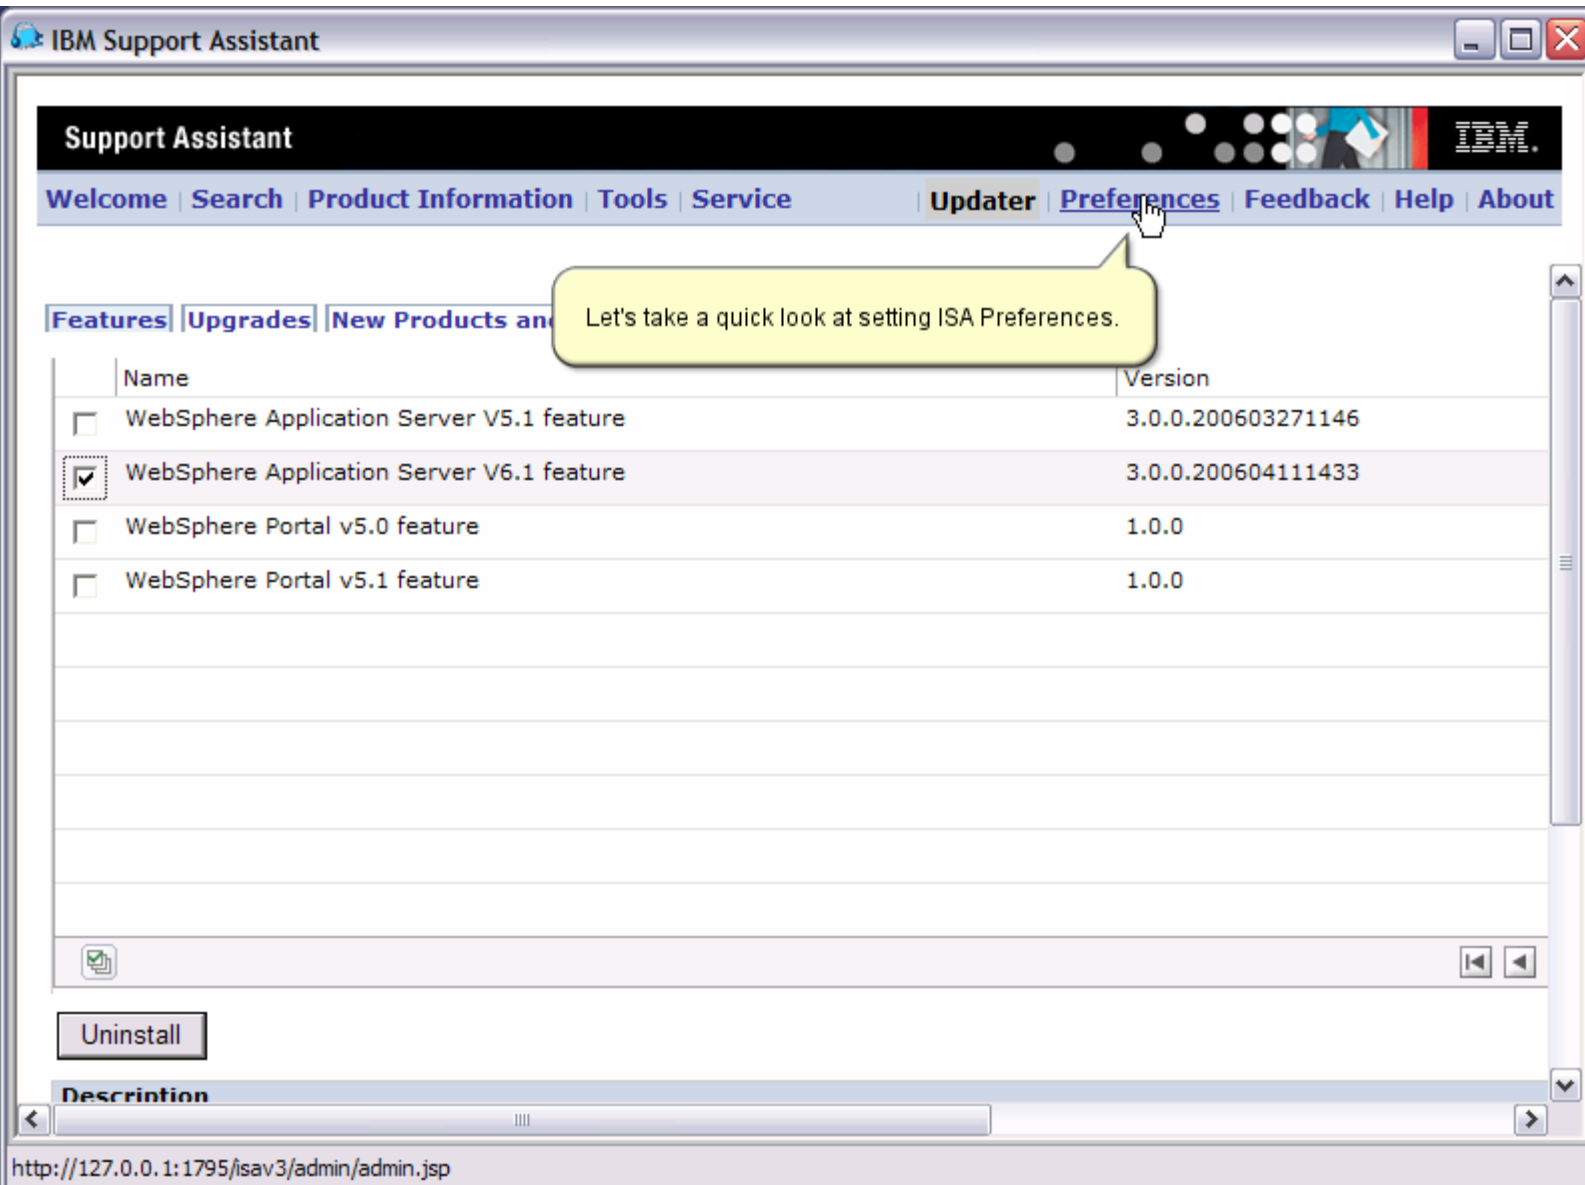 IBM Support Assistant
Support Assistant
IBM.
Welcome | Search | Product Information | Tools | Service | Updater | Preferences | Feedback | Help | About
Let's take a quick look at setting ISA Preferences.
Features Upgrades New Products an
Name Version
WebSphere Application Server V5.1 feature 3.0.0.200603271146
WebSphere Application Server V6.1 feature 3.0.0.200604111433
WebSphere Portal v5.0 feature 1.0.0
WebSphere Portal v5.1 feature 1.0.0
Uninstall
Description
http://127.0.0.1:1795/isav3/admin/admin.jsp